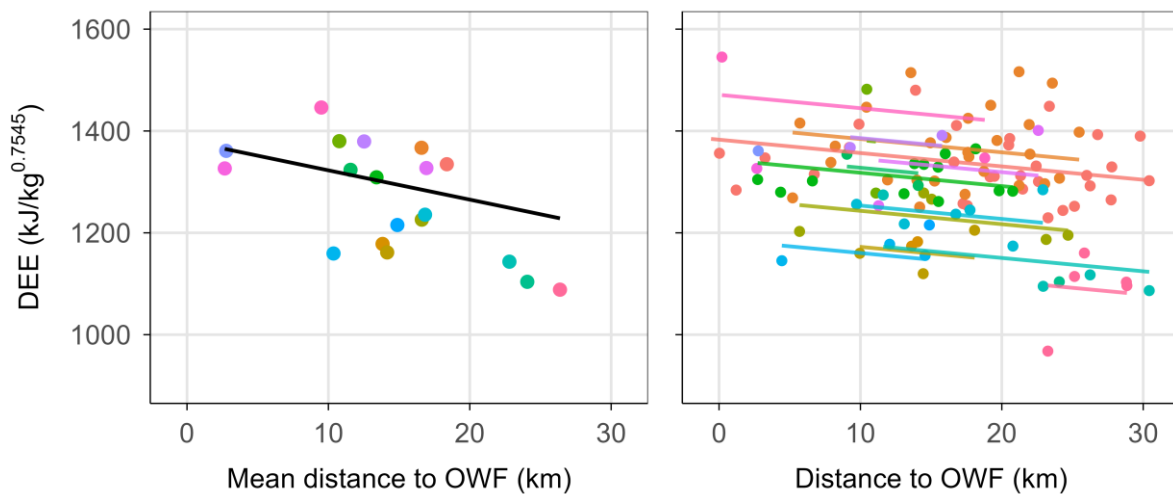 1600
1400
1200
1000
DEE (kJ/kg^0.7545)
0 10 20 30
0 10 20 30
Mean distance to OWF (km)
Distance to OWF (km)